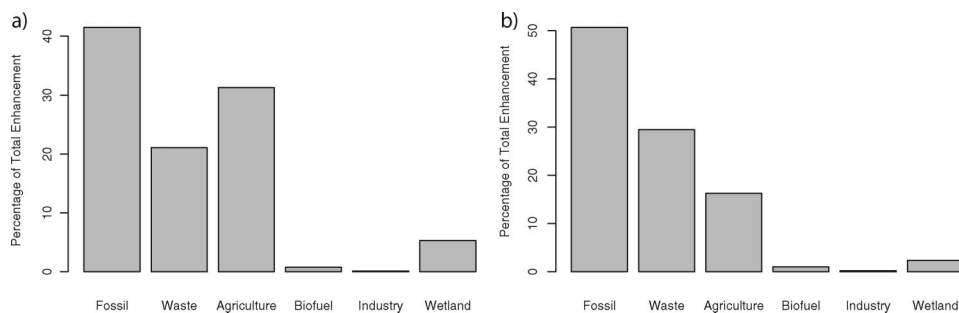 a)
Percentage of Total Enhancement
40
30
20
10
0
Fossil Waste Agriculture Biofuel Industry Wetland
b)
Percentage of Total Enhancement
50
40
30
20
10
0
Fossil Waste Agriculture Biofuel Industry Wetland